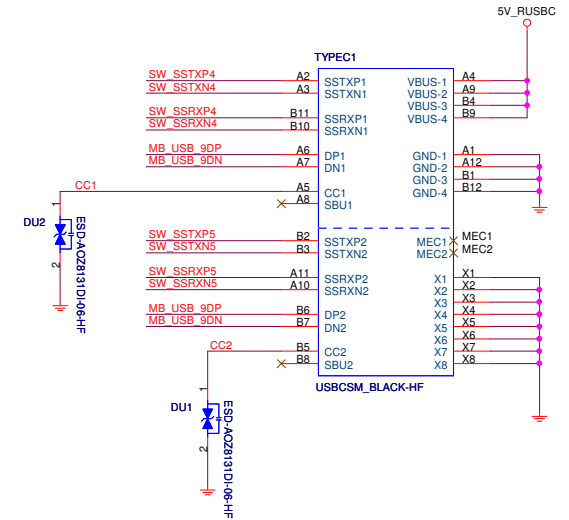 5V_RUSBC
TYPEC1
SW_SSTXP4 A2 SSTXP1 VBUS-1 A4
SW_SSTXN4 A3 SSTXN1 VBUS-2 A9
VBUS-3 B4
SW_SSRXP4 B11 SSRXP1 VBUS-4 B9
SW_SSRXN4 B10 SSRXN1
MB_USB_9DP A6 DP1 GND-1 A1
MB_USB_9DN A7 DN1 GND-2 A12
GND-3 B1
CC1 A5 CC1 GND-4 B12
A8 SBU1
DU2
1
2
ESD-AOZ8131DI-06-HF
SW_SSTXP5 B2 SSTXP2 MEC1 MEC1
SW_SSTXN5 B3 SSTXN2 MEC2 MEC2
SW_SSRXP5 A11 SSRXP2 X1 X1
SW_SSRXN5 A10 SSRXN2 X2 X2
X3 X3
MB_USB_9DP B6 DP2 X4 X4
MB_USB_9DN B7 DN2 X5 X5
X6 X6
CC2 B5 CC2 X7 X7
B8 SBU2 X8 X8
USBCSM_BLACK-HF
DU1
1
2
ESD-AOZ8131DI-06-HF